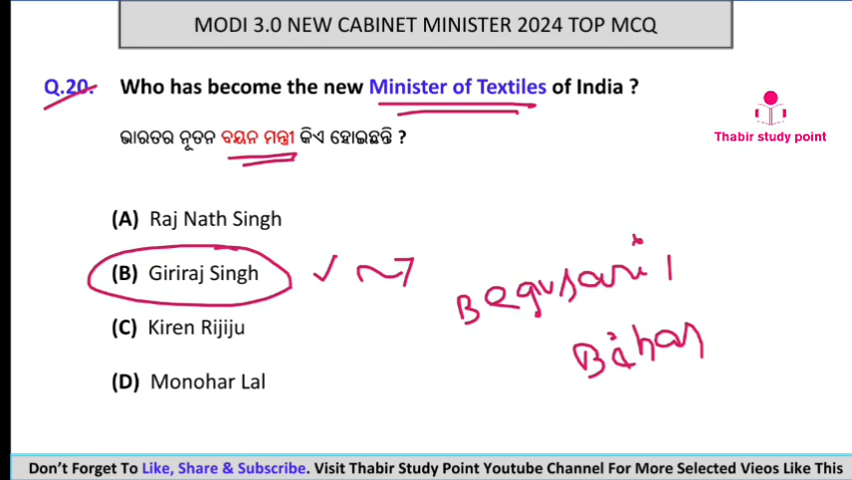 MODI 3.0 NEW CABINET MINISTER 2024 TOP MCQ
Q.20. Who has become the new Minister of Textiles of India ?
ଭାରତର ନୂତନ ବୟନ ମନ୍ତ୍ରୀ କିଏ ହୋଇଛନ୍ତି ?
Thabir study point
(A) Raj Nath Singh
(B) Giriraj Singh
(C) Kiren Rijiju
(D) Monohar Lal
Begusarai
Bihar
Don't Forget To Like, Share & Subscribe. Visit Thabir Study Point Youtube Channel For More Selected Vieos Like This